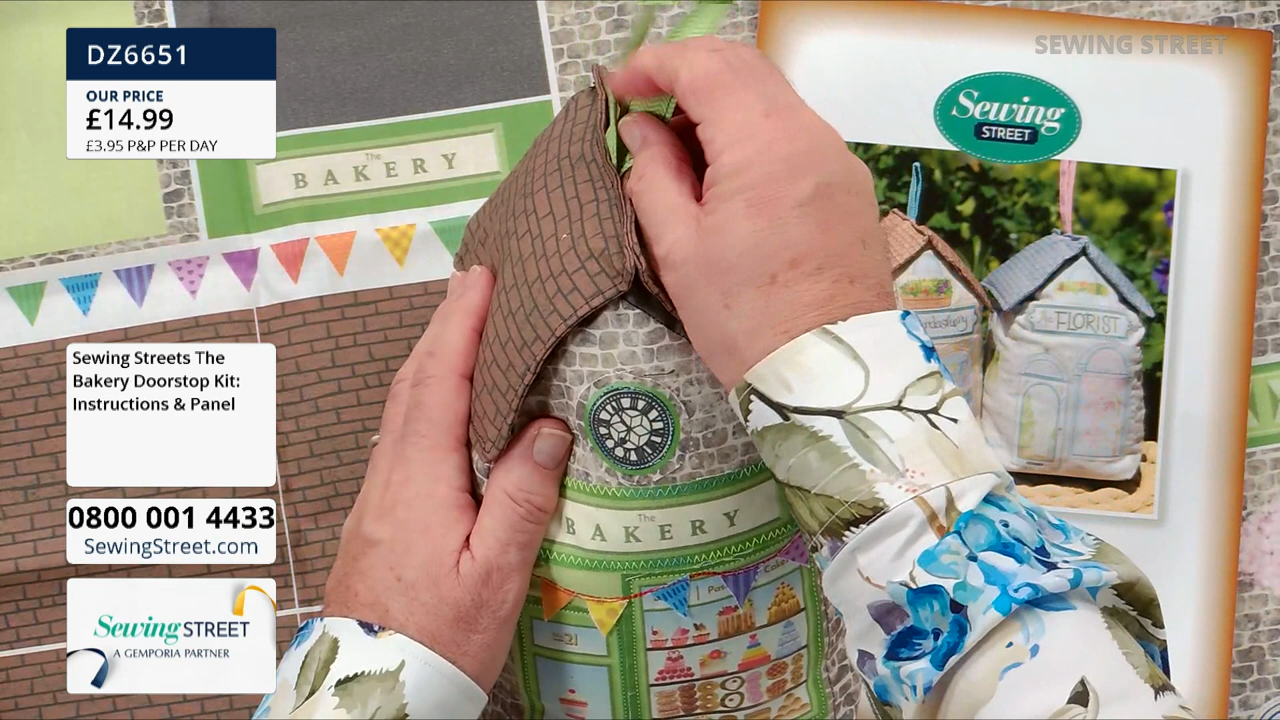 DZ6651
OUR PRICE
£14.99
£3.95 P&P PER DAY
Sewing Streets The
Bakery Doorstop Kit:
Instructions & Panel
0800 001 4433
SewingStreet.com
Sewing STREET
A GEMPORIA PARTNER
The
BAKERY
SEWING STREET
Sewing
STREET
FLORIST
The
BAKERY
21